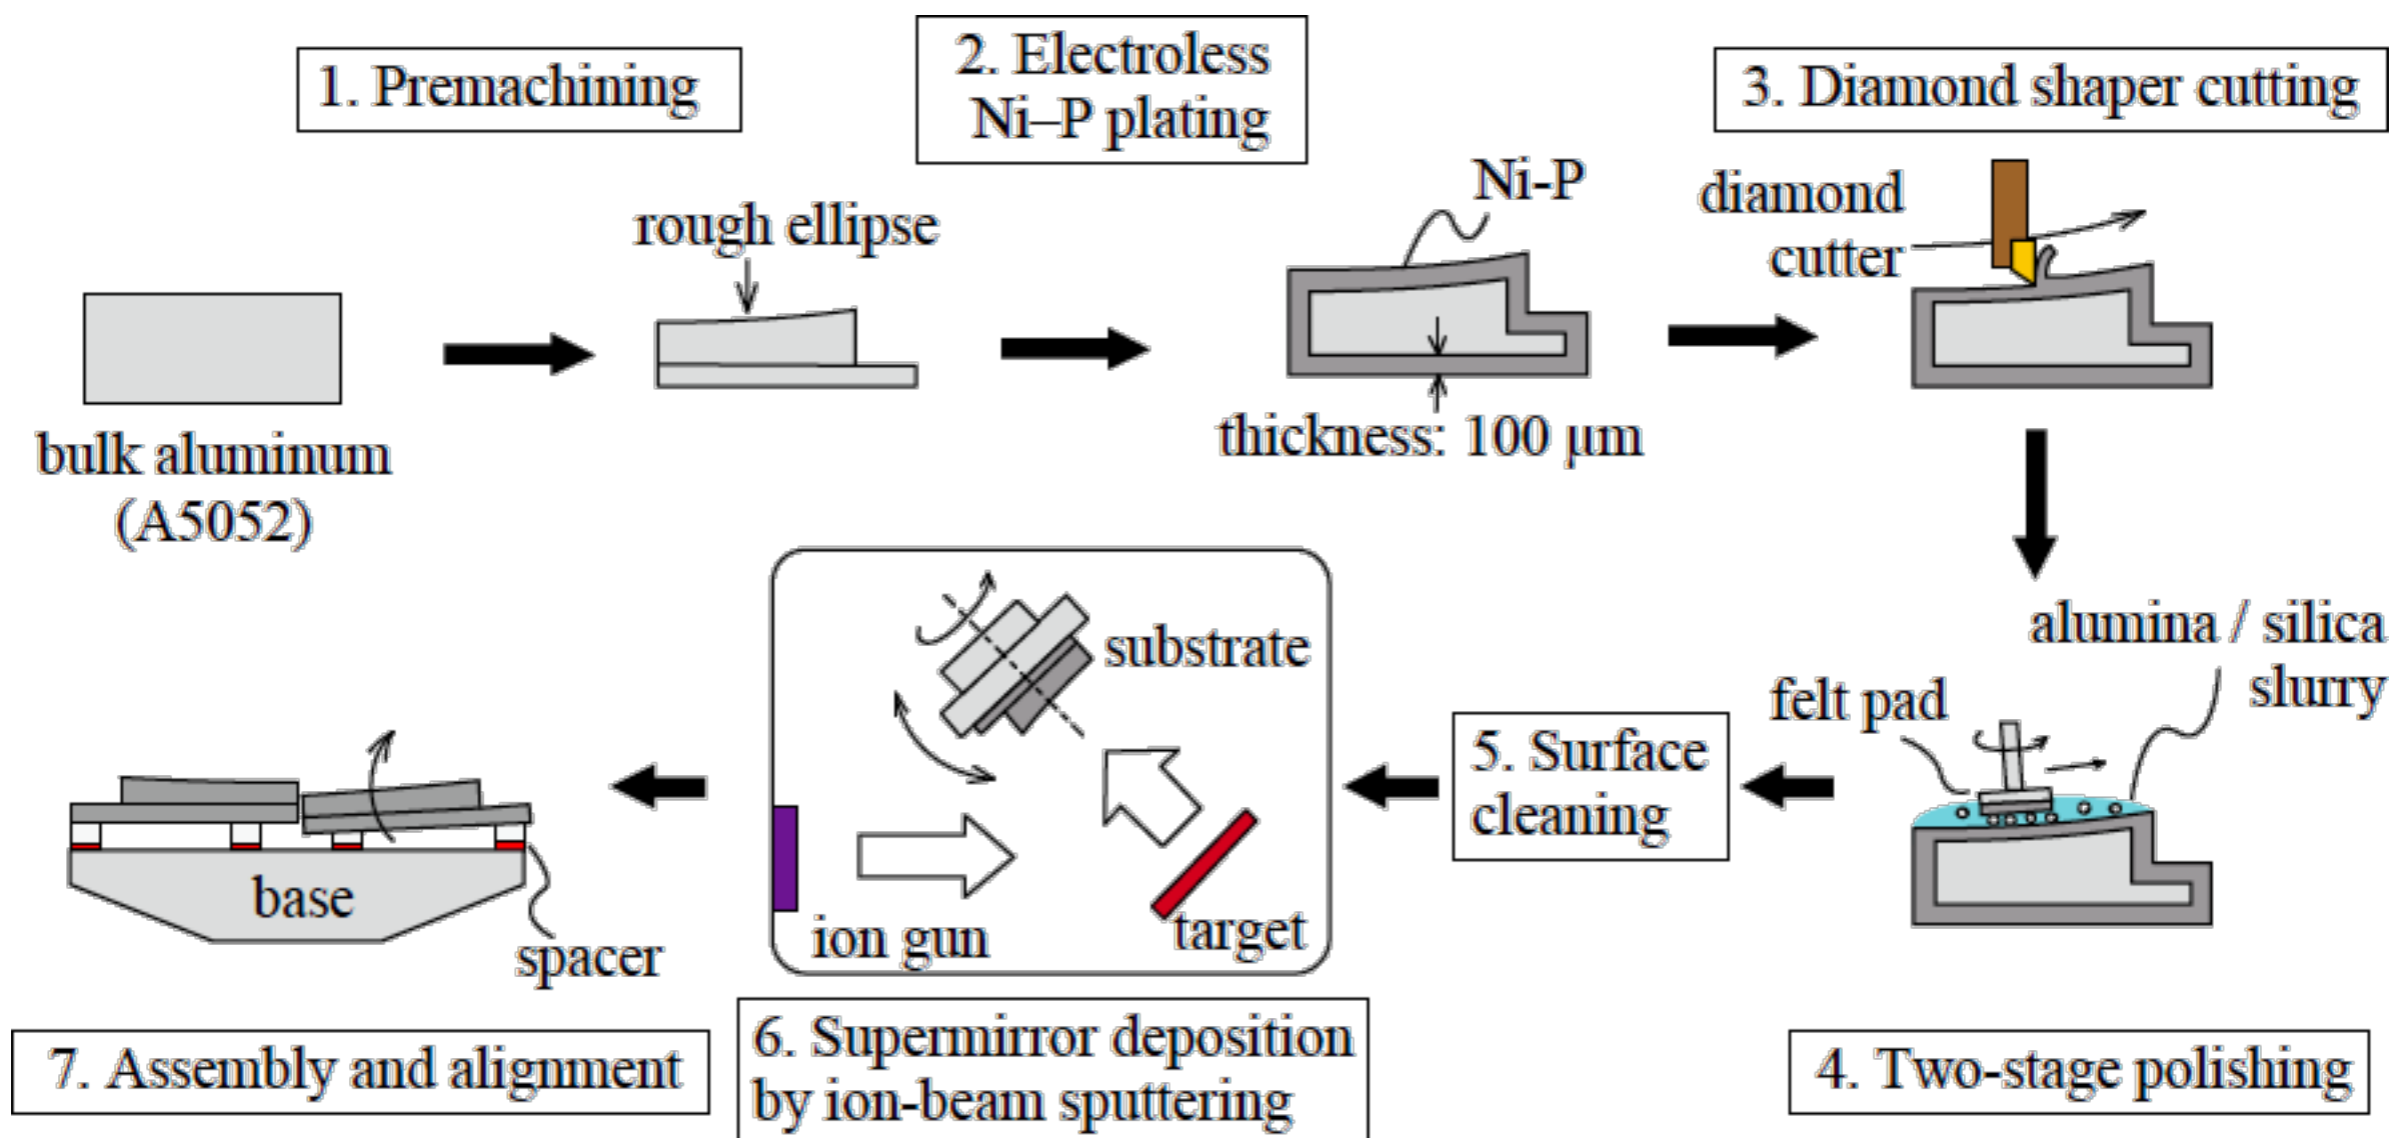 1. Premachining
2. Electroless
Ni–P plating
3. Diamond shaper cutting
rough ellipse
Ni-P
diamond
cutter
bulk aluminum
(A5052)
thickness: 100 μm
alumina / silica
slurry
felt pad
4. Two-stage polishing
5. Surface
cleaning
substrate
ion gun
target
6. Supermirror deposition
by ion-beam sputtering
base
spacer
7. Assembly and alignment